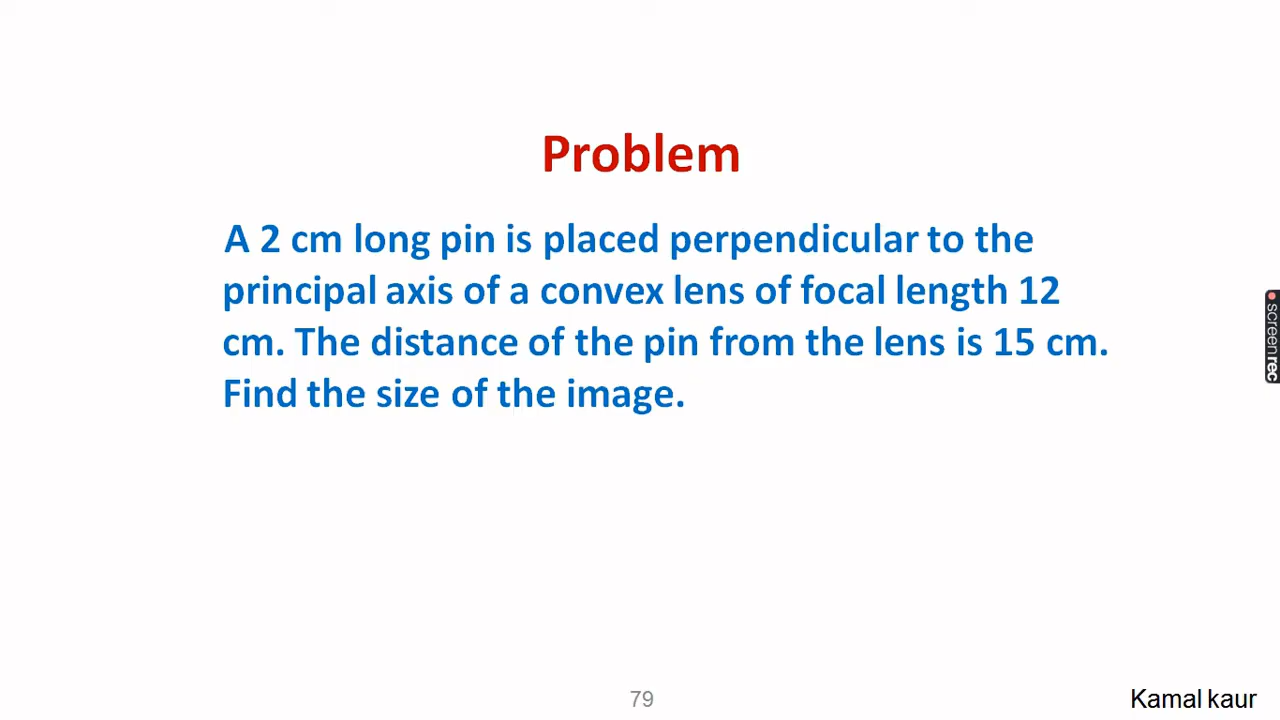 Problem
A 2 cm long pin is placed perpendicular to the
principal axis of a convex lens of focal length 12
cm. The distance of the pin from the lens is 15 cm.
Find the size of the image.
screenrec
79
Kamal kaur